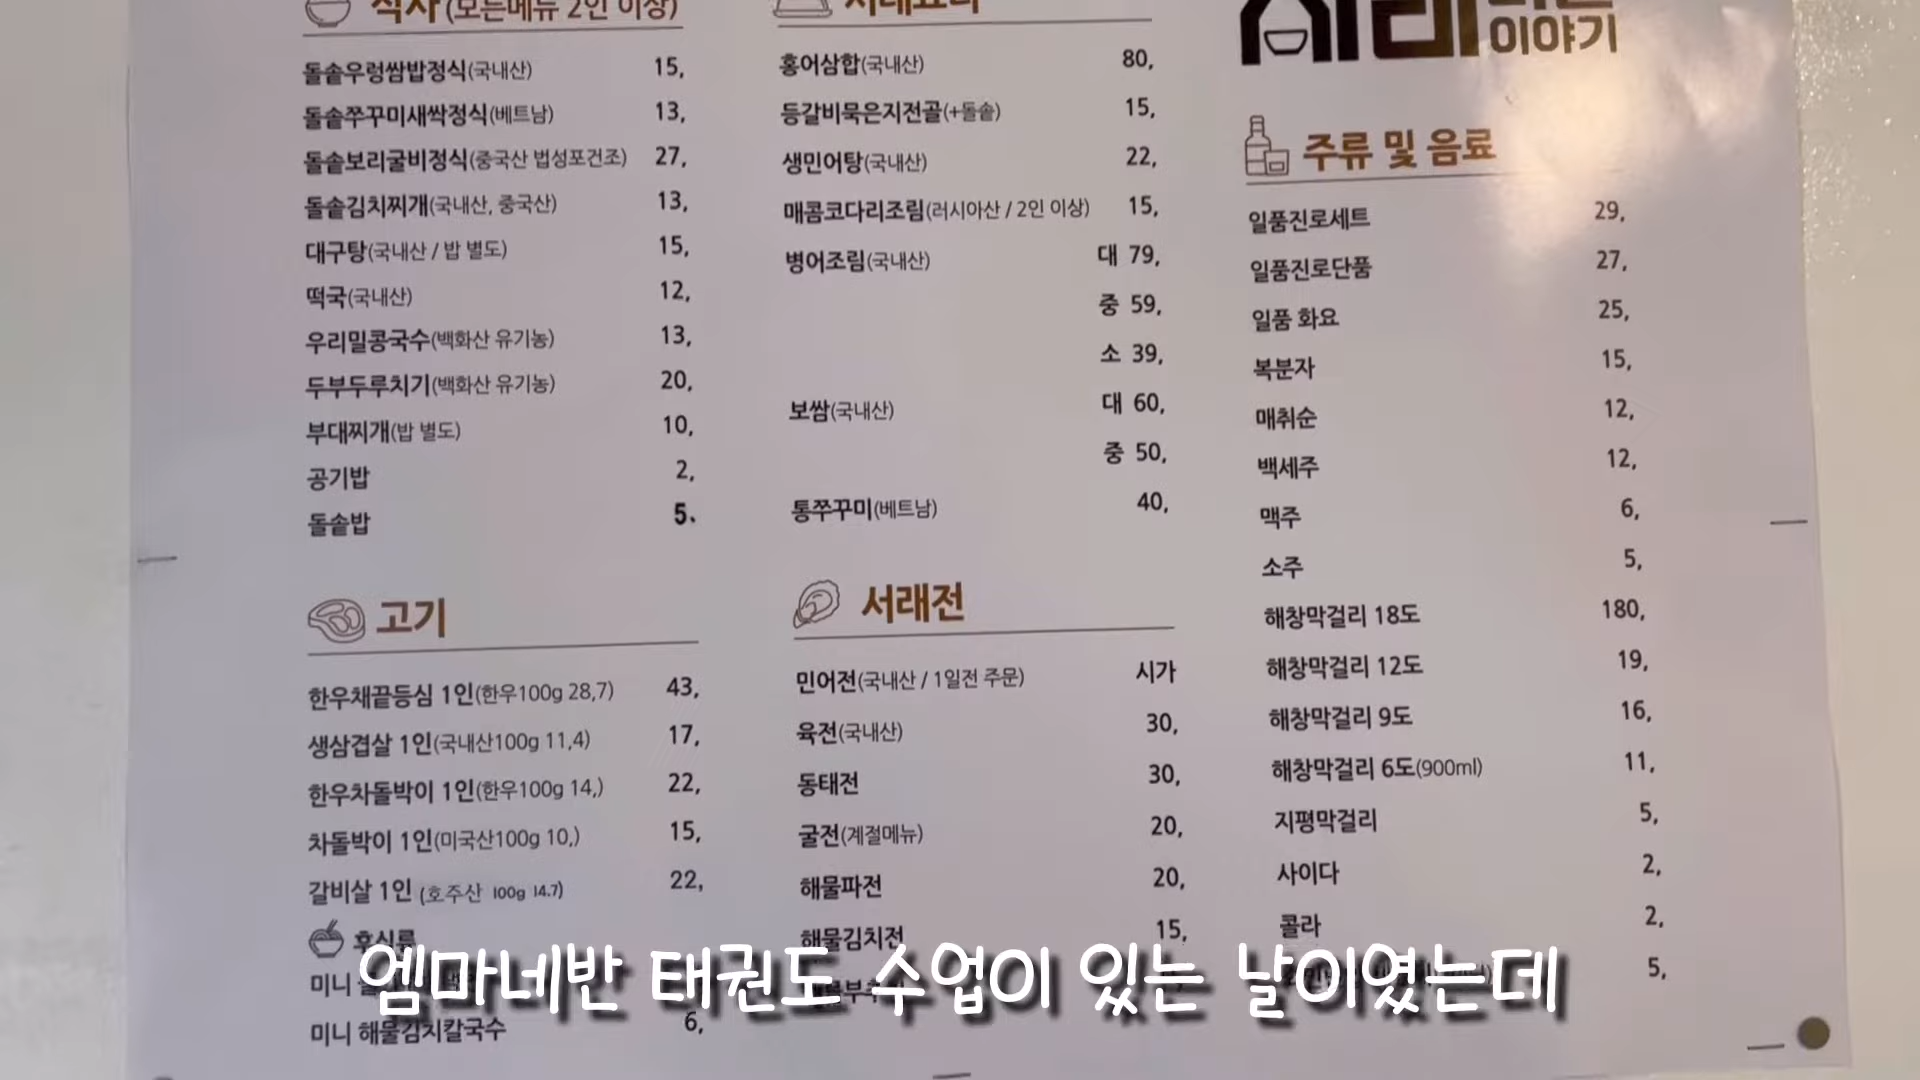 식사 (모든메뉴 2인 이상)
돌솥우렁쌈밥정식(국내산) 15,
돌솥쭈꾸미새싹정식(베트남) 13,
돌솥보리굴비정식(중국산 법성포건조) 27,
돌솥김치찌개(국내산, 중국산) 13,
대구탕(국내산 / 밥 별도) 15,
떡국(국내산) 12,
우리밀콩국수(백화산 유기농) 13,
두부두루치기(백화산 유기농) 20,
부대찌개(밥 별도) 10,
공기밥 2,
돌솥밥 5.
고기
한우채끝등심 1인(한우100g 28,7) 43,
생삼겹살 1인(국내산100g 11,4) 17,
한우차돌박이 1인(한우100g 14,) 22,
차돌박이 1인(미국산100g 10,) 15,
갈비살 1인 (호주산 100g 14.7) 22,
후식류
미니
미니 해물김치칼국수 6,
서래요리
홍어삼합(국내산) 80,
등갈비묵은지전골(+돌솥) 15,
생민어탕(국내산) 22,
매콤코다리조림(러시아산 / 2인 이상) 15,
병어조림(국내산) 대 79,
중 59,
소 39,
보쌈(국내산) 대 60,
중 50,
통쭈꾸미(베트남) 40,
서래전
민어전(국내산 / 1일전 주문) 시가
육전(국내산) 30,
동태전 30,
굴전(계절메뉴) 20,
해물파전 20,
해물김치전 15,
이야기
주류 및 음료
일품진로세트 29,
일품진로단품 27,
일품 화요 25,
복분자 15,
매취순 12,
백세주 12,
맥주 6,
소주 5,
해창막걸리 18도 180,
해창막걸리 12도 19,
해창막걸리 9도 16,
해창막걸리 6도(900ml) 11,
지평막걸리 5,
사이다 2,
콜라 2,
5,
엠마네반 태권도 수업이 있는 날이였는데